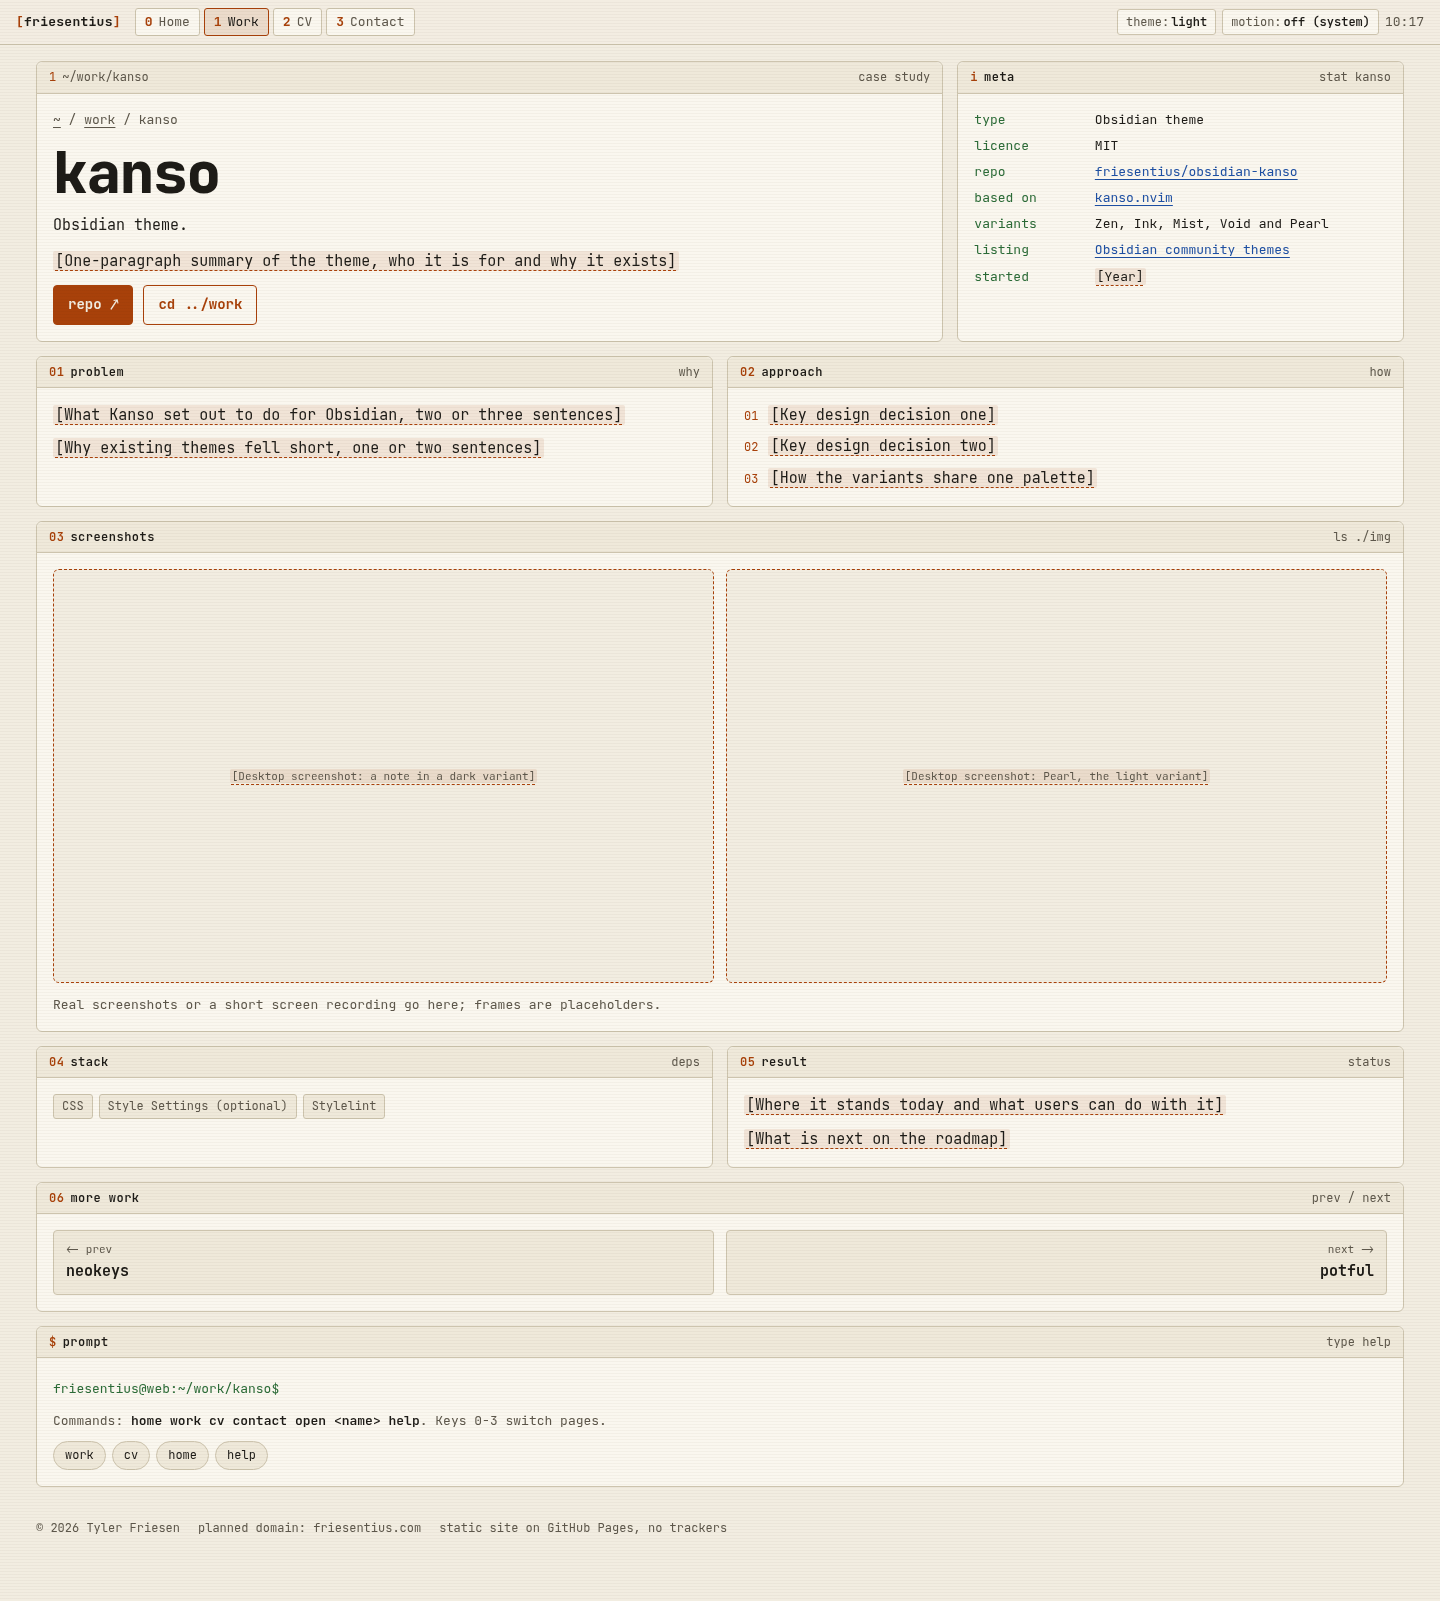 [friesentius] 0 Home 1 Work 2 CV 3 Contact theme: light motion: off (system) 10:17
1 ~/work/kanso case study
~ / work / kanso
kanso
Obsidian theme.
[One-paragraph summary of the theme, who it is for and why it exists]
repo ↗ cd ../work
i meta stat kanso
type Obsidian theme
licence MIT
repo friesentius/obsidian-kanso
based on kanso.nvim
variants Zen, Ink, Mist, Void and Pearl
listing Obsidian community themes
started [Year]
01 problem why
[What Kanso set out to do for Obsidian, two or three sentences]
[Why existing themes fell short, one or two sentences]
02 approach how
01 [Key design decision one]
02 [Key design decision two]
03 [How the variants share one palette]
03 screenshots ls ./img
[Desktop screenshot: a note in a dark variant]
[Desktop screenshot: Pearl, the light variant]
Real screenshots or a short screen recording go here; frames are placeholders.
04 stack deps
CSS Style Settings (optional) Stylelint
05 result status
[Where it stands today and what users can do with it]
[What is next on the roadmap]
06 more work prev / next
← prev
neokeys
next →
potful
$ prompt type help
friesentius@web:~/work/kanso$
Commands: home work cv contact open <name> help. Keys 0-3 switch pages.
work cv home help
© 2026 Tyler Friesen planned domain: friesentius.com static site on GitHub Pages, no trackers